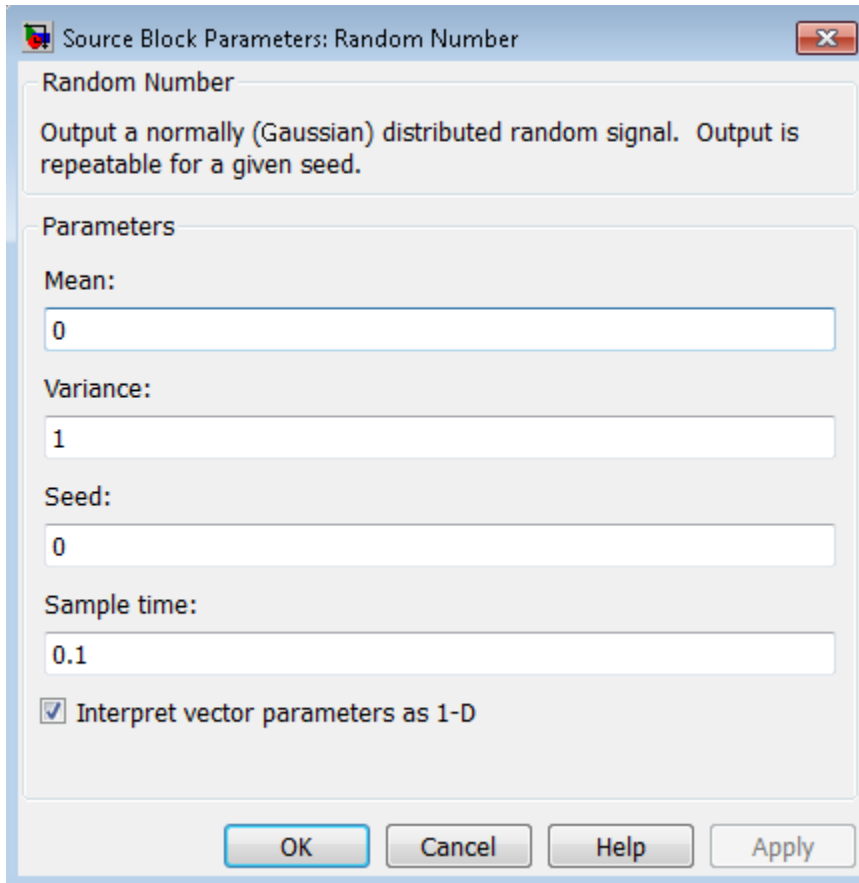 Source Block Parameters: Random Number
Random Number
Output a normally (Gaussian) distributed random signal.  Output is
repeatable for a given seed.
Parameters
Mean:
0
Variance:
1
Seed:
0
Sample time:
0.1
Interpret vector parameters as 1-D
OK Cancel Help Apply